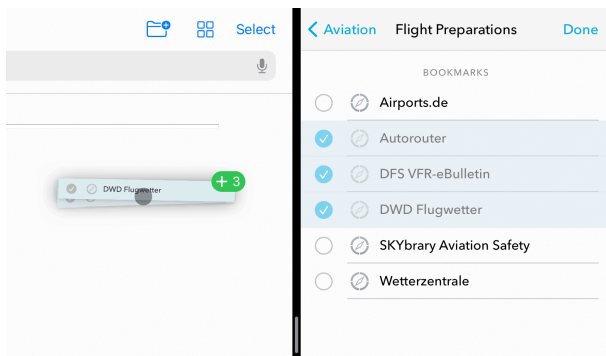 Select
DWD Flugwetter
+ 3
Aviation
Flight Preparations
Done
BOOKMARKS
Airports.de
Autorouter
DFS VFR-eBulletin
DWD Flugwetter
SKYbrary Aviation Safety
Wetterzentrale